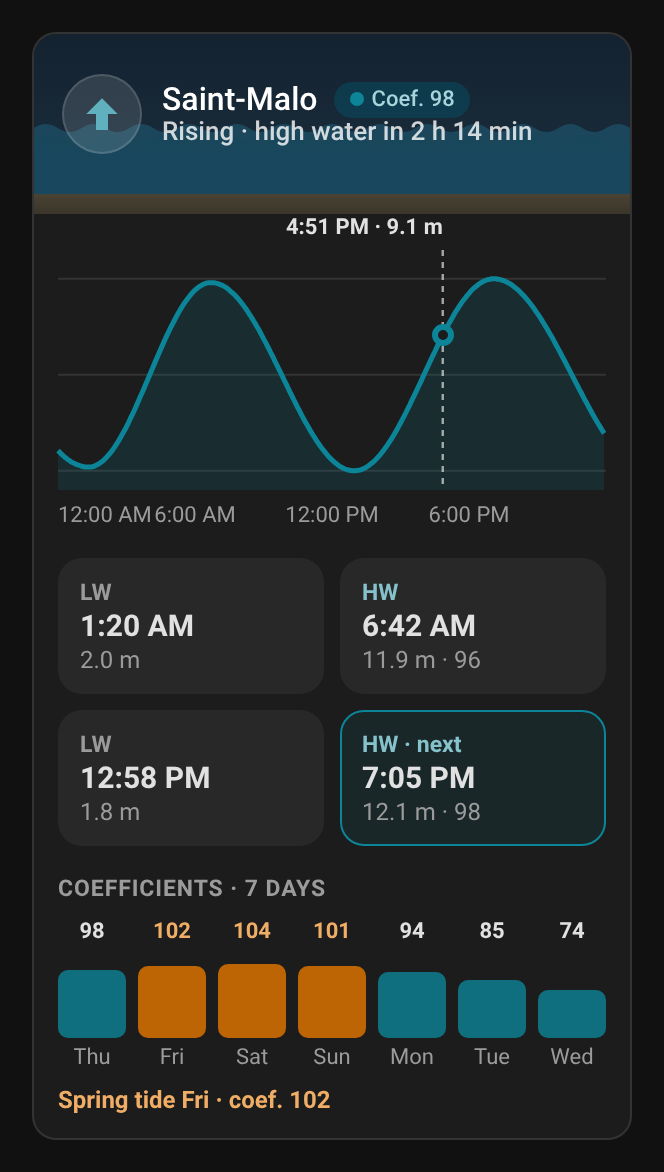 Saint-Malo
Coef. 98
Rising · high water in 2 h 14 min
4:51 PM · 9.1 m
12:00 AM 6:00 AM 12:00 PM 6:00 PM
LW
1:20 AM
2.0 m
HW
6:42 AM
11.9 m · 96
LW
12:58 PM
1.8 m
HW · next
7:05 PM
12.1 m · 98
COEFFICIENTS · 7 DAYS
98 102 104 101 94 85 74
Thu Fri Sat Sun Mon Tue Wed
Spring tide Fri · coef. 102